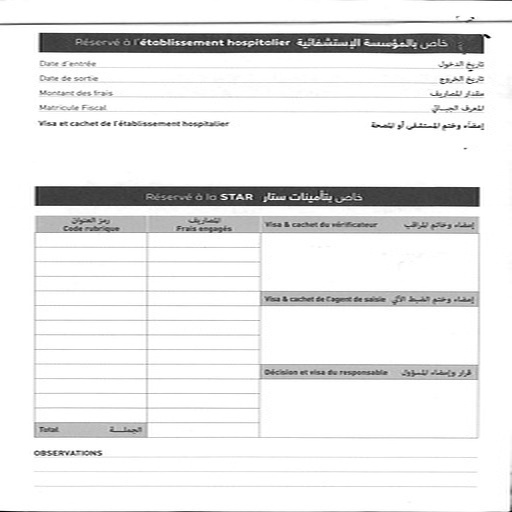 Réservé à l'établissement hospitalier خاص بالمؤسسة الإستشفائية
Date d'entrée تاريخ الدخول
Date de sortie تاريخ الخروج
Montant des frais مقدار المصاريف
Matricule Fiscal المعرف الجبائي
Visa et cachet de l'établissement hospitalier إمضاء وختم المستشفى أو المصحة
Réservé à la STAR خاص بتأمينات ستار
رمز العنوان
Code rubrique
المصاريف
Frais engagés
Visa & cachet du vérificateur إمضاء وخاتم المراقب
Visa & cachet de l'agent de saisie إمضاء وختم الضبط الآلي
Décision et visa du responsable قرار وإمضاء المسؤول
Total الجملة
OBSERVATIONS